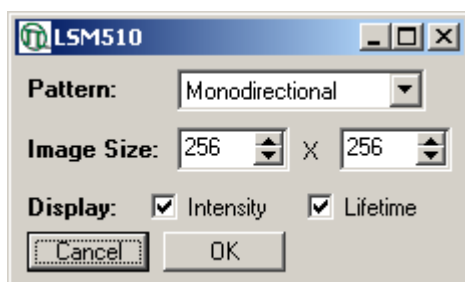 LSM510
Pattern: Monodirectional
Image Size: 256 X 256
Display: Intensity Lifetime
Cancel OK